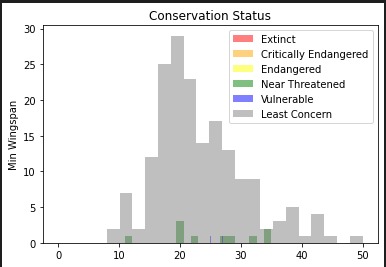 Conservation Status
30
25
20
15
10
5
0
Min Wingspan
Extinct
Critically Endangered
Endangered
Near Threatened
Vulnerable
Least Concern
0 10 20 30 40 50